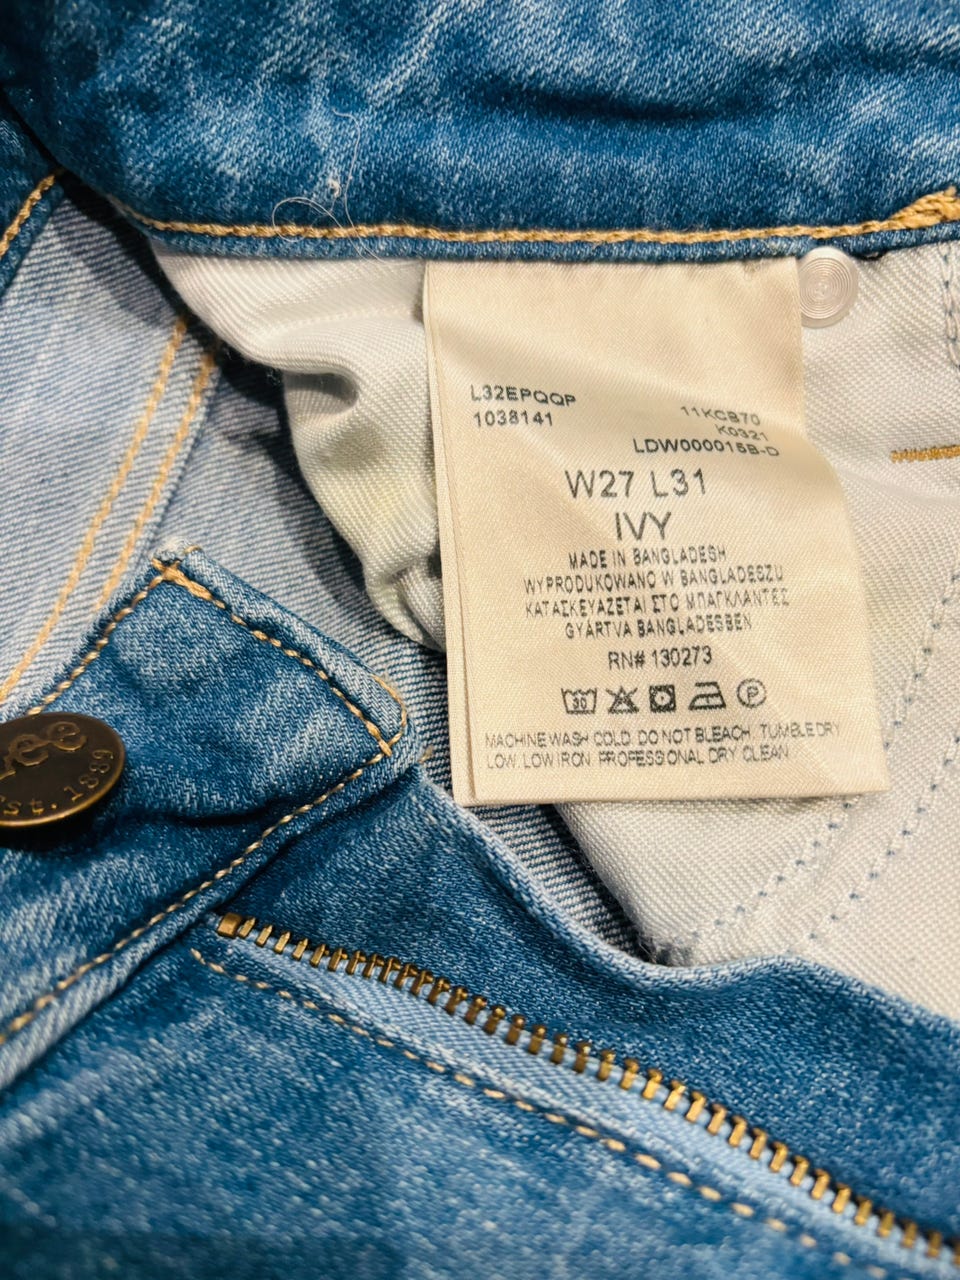 L32EPQQP
1038141
11KCB70
K0321
LDW000015B-D
W27 L31
IVY
MADE IN BANGLADESH
WYPRODUKOWANO W BANGLADESZU
ΚΑΤΑΣΚΕΥΑΖΕΤΑΙ ΣΤΟ ΜΠΑΓΚΛΑΝΤΕΣ
GYÁRTVA BANGLADESBEN
RN# 130273
30
P
MACHINE WASH COLD. DO NOT BLEACH. TUMBLE DRY
LOW. LOW IRON. PROFESSIONAL DRY CLEAN
Lee
Est. 1889